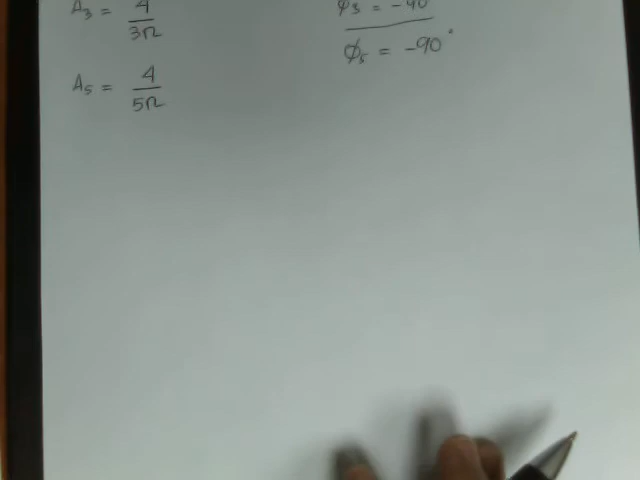 A₃ = 4/3π φ₃ = -90
φ₅ = -90°
A₅ = 4/5π